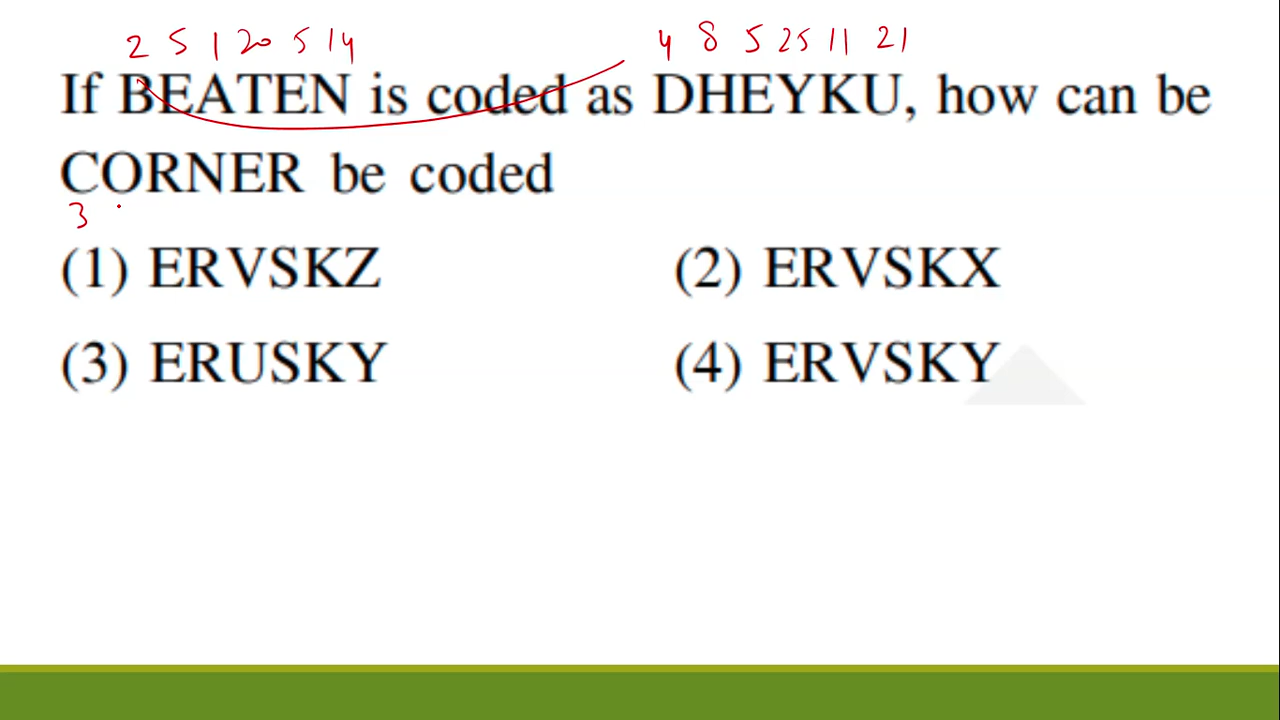 2 5 1 20 5 14 4 8 5 25 11 21
If BEATEN is coded as DHEYKU, how can be
CORNER be coded
3
(1) ERVSKZ (2) ERVSKX
(3) ERUSKY (4) ERVSKY